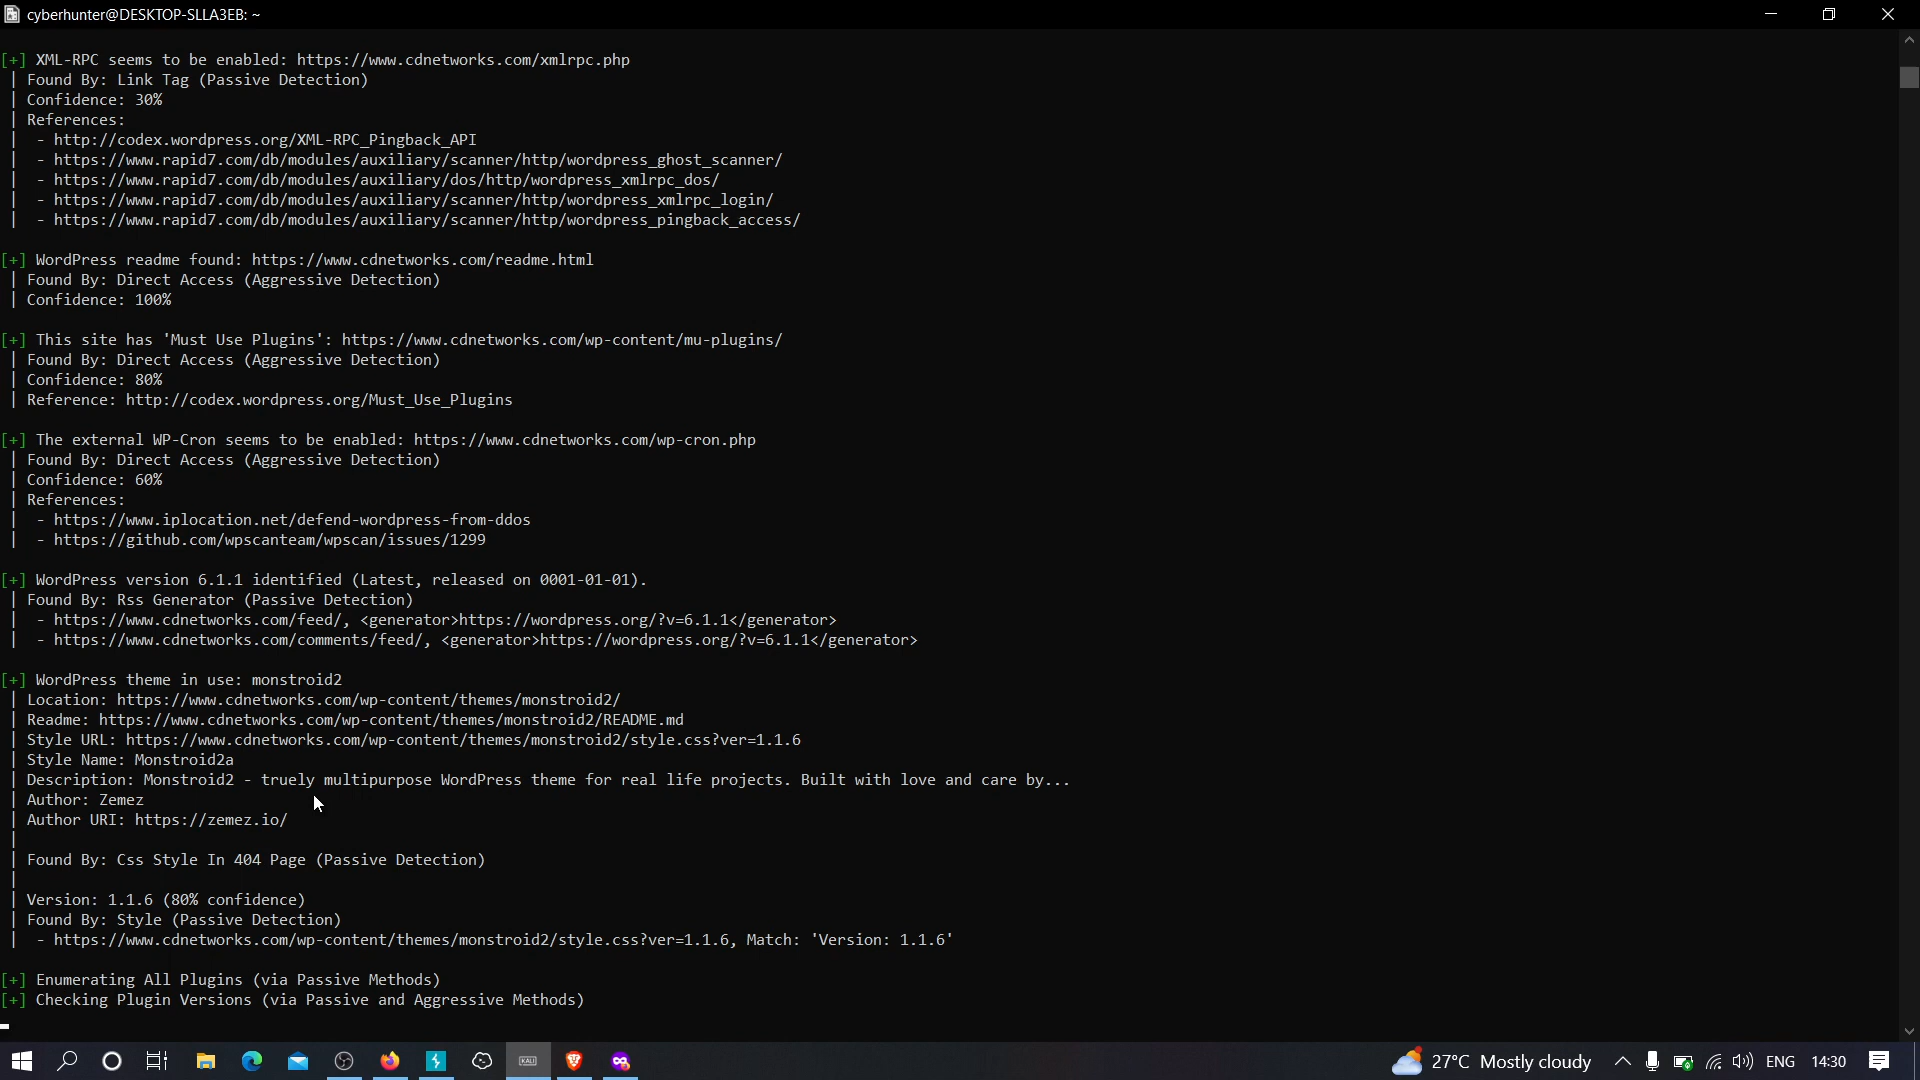 cyberhunter@DESKTOP-SLLA3EB: ~
[+] XML-RPC seems to be enabled: https://www.cdnetworks.com/xmlrpc.php
| Found By: Link Tag (Passive Detection)
| Confidence: 30%
| References:
|  - http://codex.wordpress.org/XML-RPC_Pingback_API
|  - https://www.rapid7.com/db/modules/auxiliary/scanner/http/wordpress_ghost_scanner/
|  - https://www.rapid7.com/db/modules/auxiliary/dos/http/wordpress_xmlrpc_dos/
|  - https://www.rapid7.com/db/modules/auxiliary/scanner/http/wordpress_xmlrpc_login/
|  - https://www.rapid7.com/db/modules/auxiliary/scanner/http/wordpress_pingback_access/
[+] WordPress readme found: https://www.cdnetworks.com/readme.html
| Found By: Direct Access (Aggressive Detection)
| Confidence: 100%
[+] This site has 'Must Use Plugins': https://www.cdnetworks.com/wp-content/mu-plugins/
| Found By: Direct Access (Aggressive Detection)
| Confidence: 80%
| Reference: http://codex.wordpress.org/Must_Use_Plugins
[+] The external WP-Cron seems to be enabled: https://www.cdnetworks.com/wp-cron.php
| Found By: Direct Access (Aggressive Detection)
| Confidence: 60%
| References:
|  - https://www.iplocation.net/defend-wordpress-from-ddos
|  - https://github.com/wpscanteam/wpscan/issues/1299
[+] WordPress version 6.1.1 identified (Latest, released on 0001-01-01).
| Found By: Rss Generator (Passive Detection)
|  - https://www.cdnetworks.com/feed/, <generator>https://wordpress.org/?v=6.1.1</generator>
|  - https://www.cdnetworks.com/comments/feed/, <generator>https://wordpress.org/?v=6.1.1</generator>
[+] WordPress theme in use: monstroid2
| Location: https://www.cdnetworks.com/wp-content/themes/monstroid2/
| Readme: https://www.cdnetworks.com/wp-content/themes/monstroid2/README.md
| Style URL: https://www.cdnetworks.com/wp-content/themes/monstroid2/style.css?ver=1.1.6
| Style Name: Monstroid2a
| Description: Monstroid2 - truely multipurpose WordPress theme for real life projects. Built with love and care by...
| Author: Zemez
| Author URI: https://zemez.io/
|
| Found By: Css Style In 404 Page (Passive Detection)
|
| Version: 1.1.6 (80% confidence)
| Found By: Style (Passive Detection)
|  - https://www.cdnetworks.com/wp-content/themes/monstroid2/style.css?ver=1.1.6, Match: 'Version: 1.1.6'
[+] Enumerating All Plugins (via Passive Methods)
[+] Checking Plugin Versions (via Passive and Aggressive Methods)
KALI
27°C Mostly cloudy
ENG
14:30